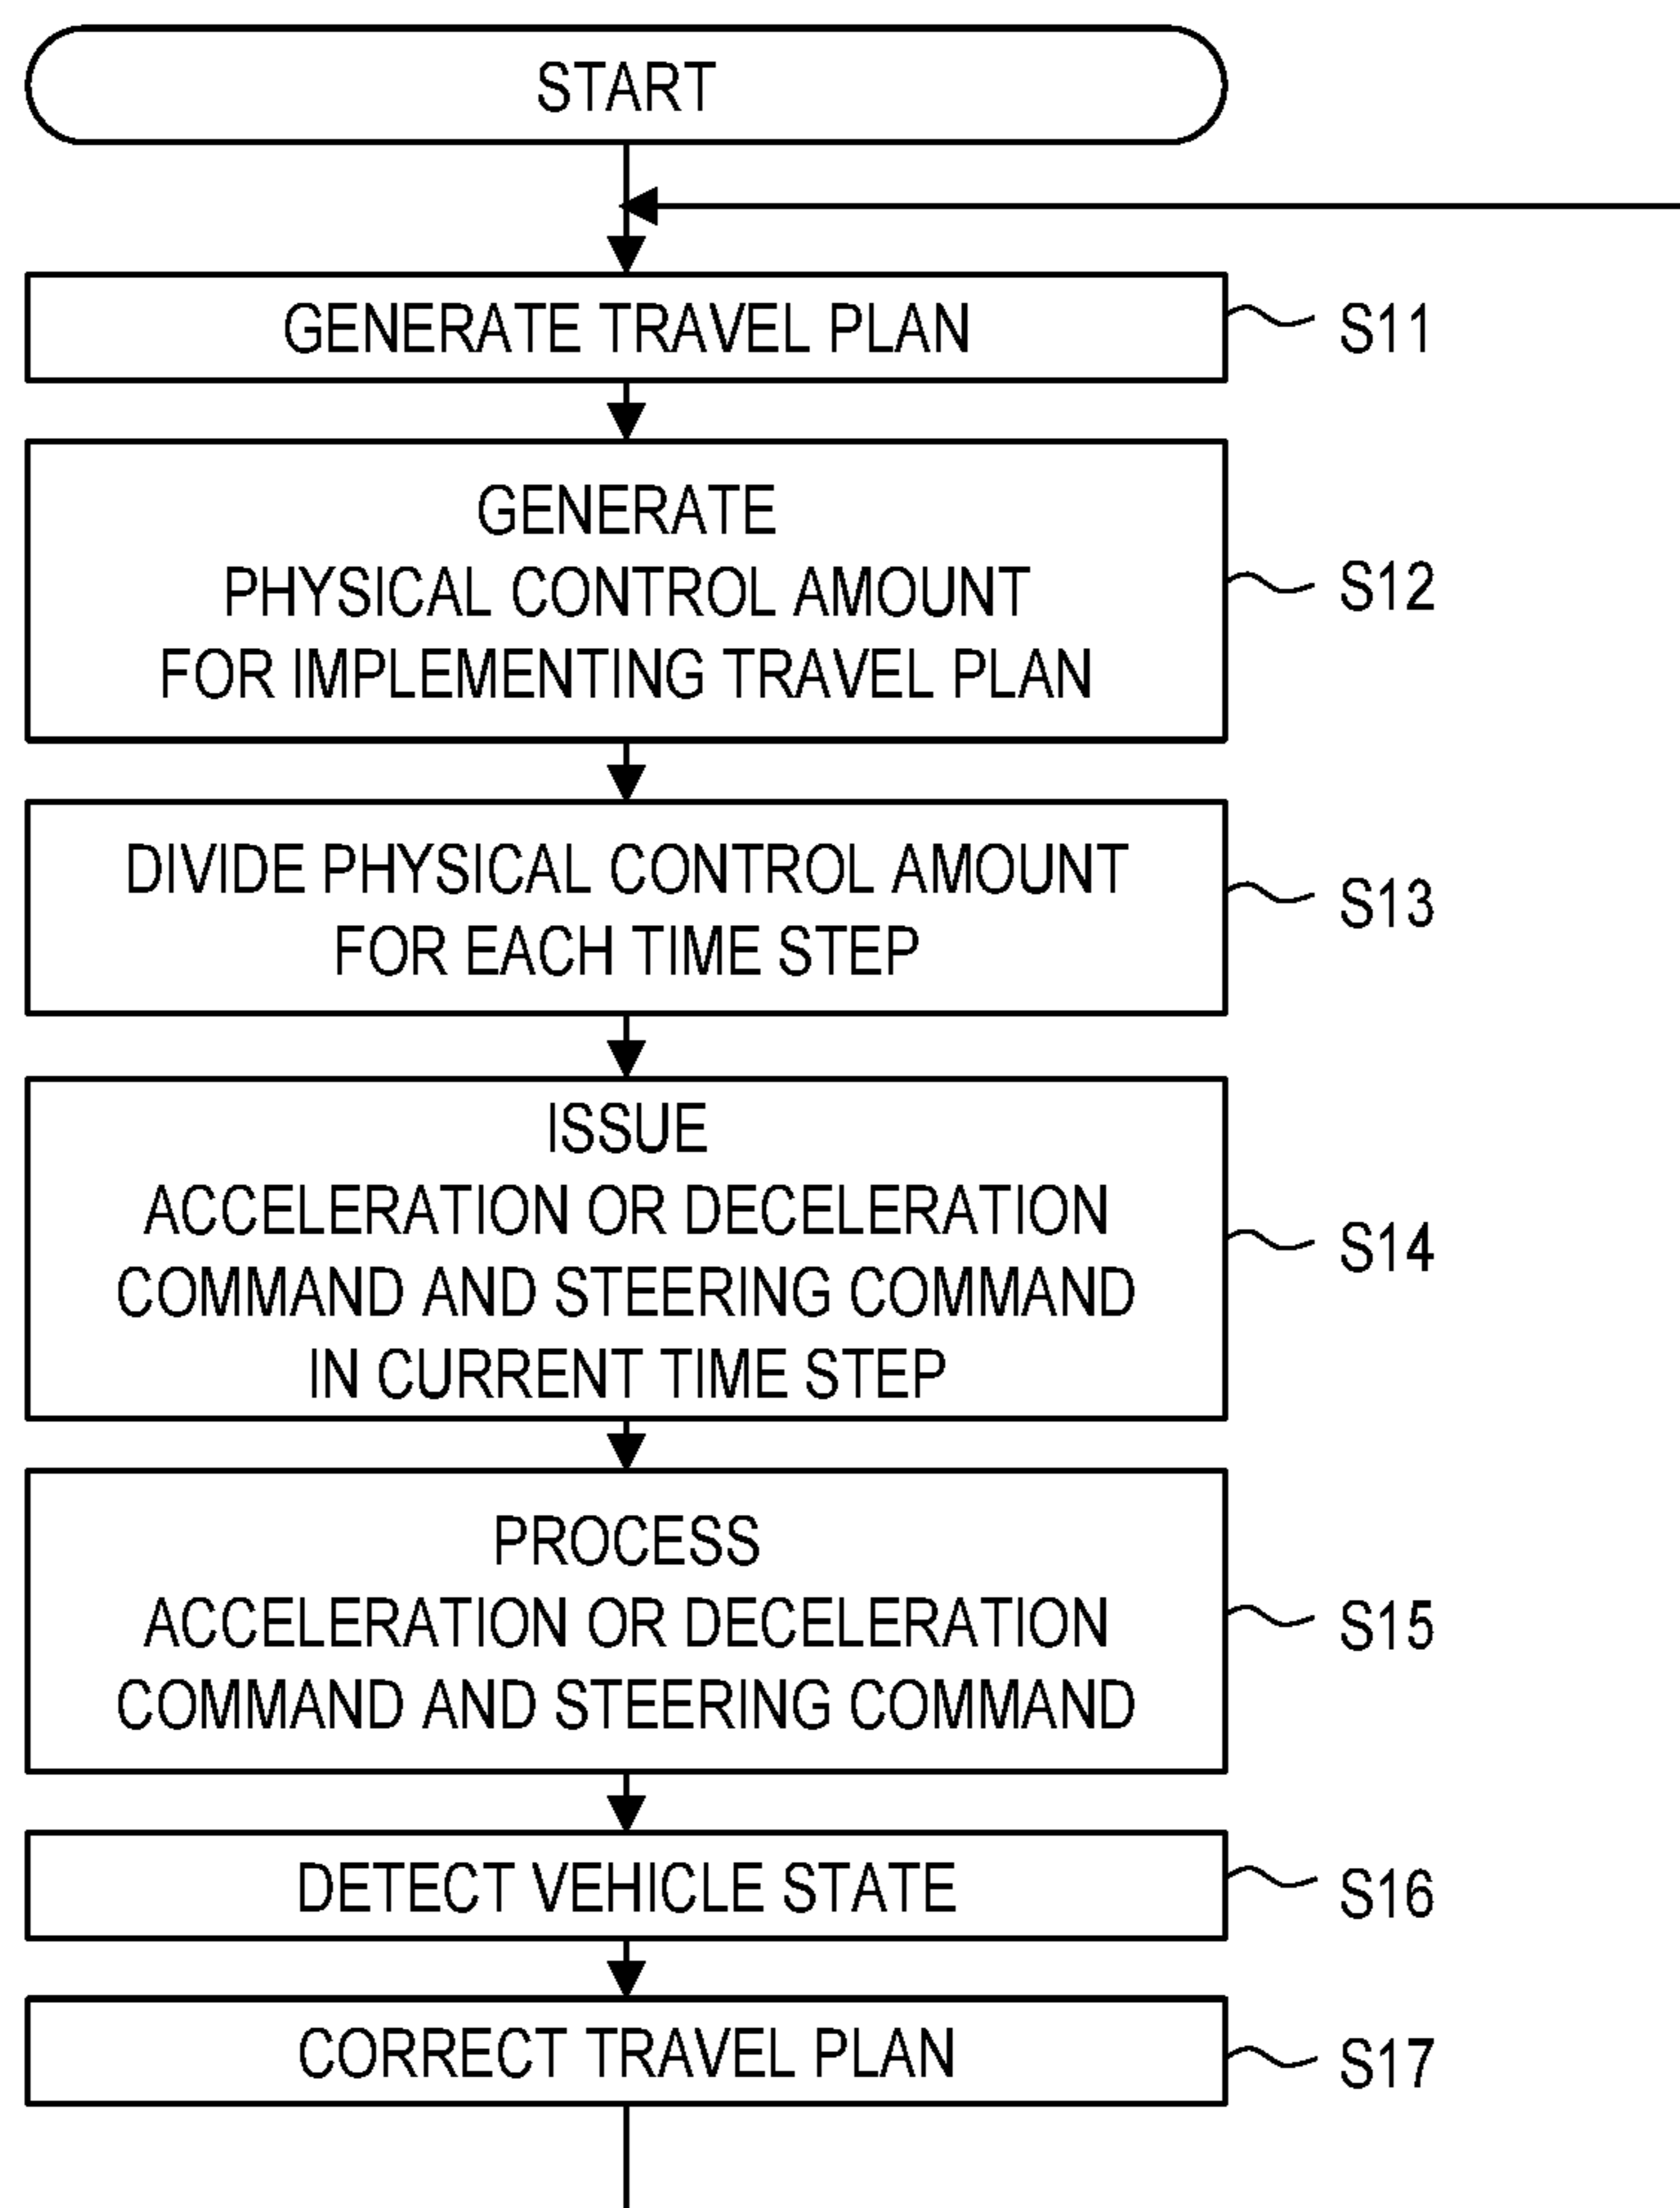 START
GENERATE TRAVEL PLAN
S11
GENERATE
PHYSICAL CONTROL AMOUNT
FOR IMPLEMENTING TRAVEL PLAN
S12
DIVIDE PHYSICAL CONTROL AMOUNT
FOR EACH TIME STEP
S13
ISSUE
ACCELERATION OR DECELERATION
COMMAND AND STEERING COMMAND
IN CURRENT TIME STEP
S14
PROCESS
ACCELERATION OR DECELERATION
COMMAND AND STEERING COMMAND
S15
DETECT VEHICLE STATE
S16
CORRECT TRAVEL PLAN
S17